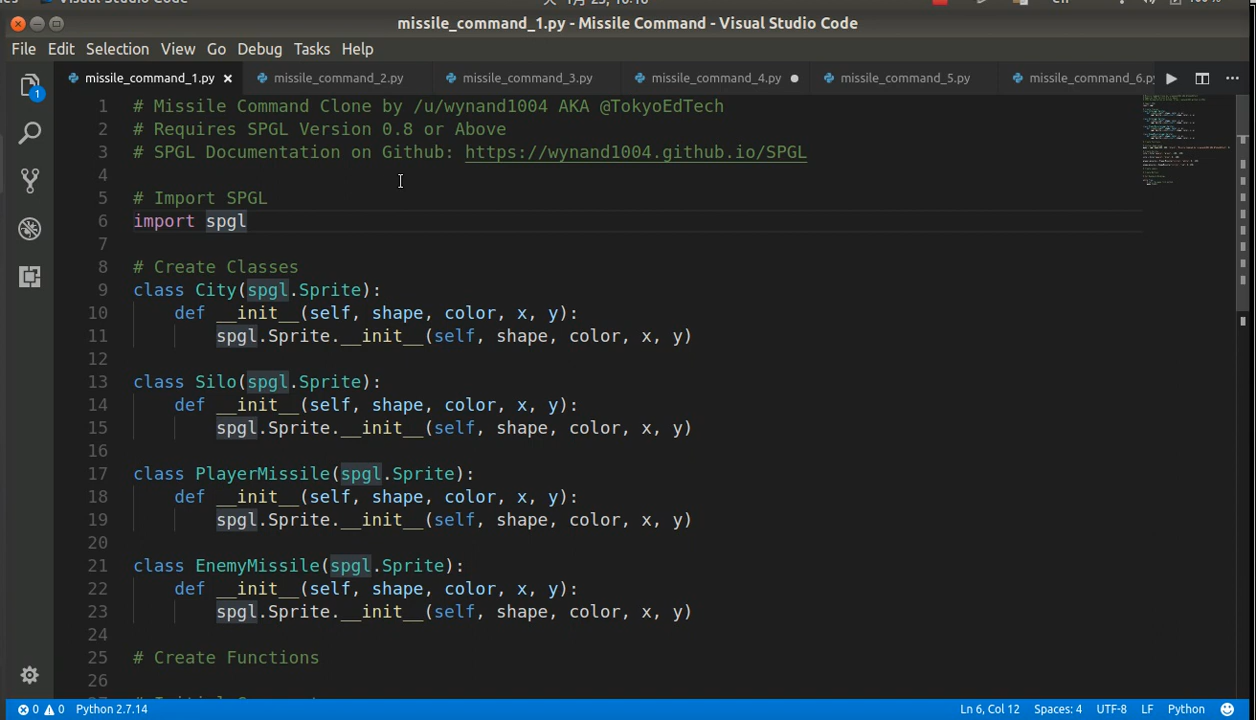 missile_command_1.py - Missile Command - Visual Studio Code
File Edit Selection View Go Debug Tasks Help
missile_command_1.py missile_command_2.py missile_command_3.py missile_command_4.py missile_command_5.py missile_command_6.py
1
1 # Missile Command Clone by /u/wynand1004 AKA @TokyoEdTech
2 # Requires SPGL Version 0.8 or Above
3 # SPGL Documentation on Github: https://wynand1004.github.io/SPGL
4
5 # Import SPGL
6 import spgl
7
8 # Create Classes
9 class City(spgl.Sprite):
10 def __init__(self, shape, color, x, y):
11 spgl.Sprite.__init__(self, shape, color, x, y)
12
13 class Silo(spgl.Sprite):
14 def __init__(self, shape, color, x, y):
15 spgl.Sprite.__init__(self, shape, color, x, y)
16
17 class PlayerMissile(spgl.Sprite):
18 def __init__(self, shape, color, x, y):
19 spgl.Sprite.__init__(self, shape, color, x, y)
20
21 class EnemyMissile(spgl.Sprite):
22 def __init__(self, shape, color, x, y):
23 spgl.Sprite.__init__(self, shape, color, x, y)
24
25 # Create Functions
26
0 0 Python 2.7.14 Ln 6, Col 12 Spaces: 4 UTF-8 LF Python